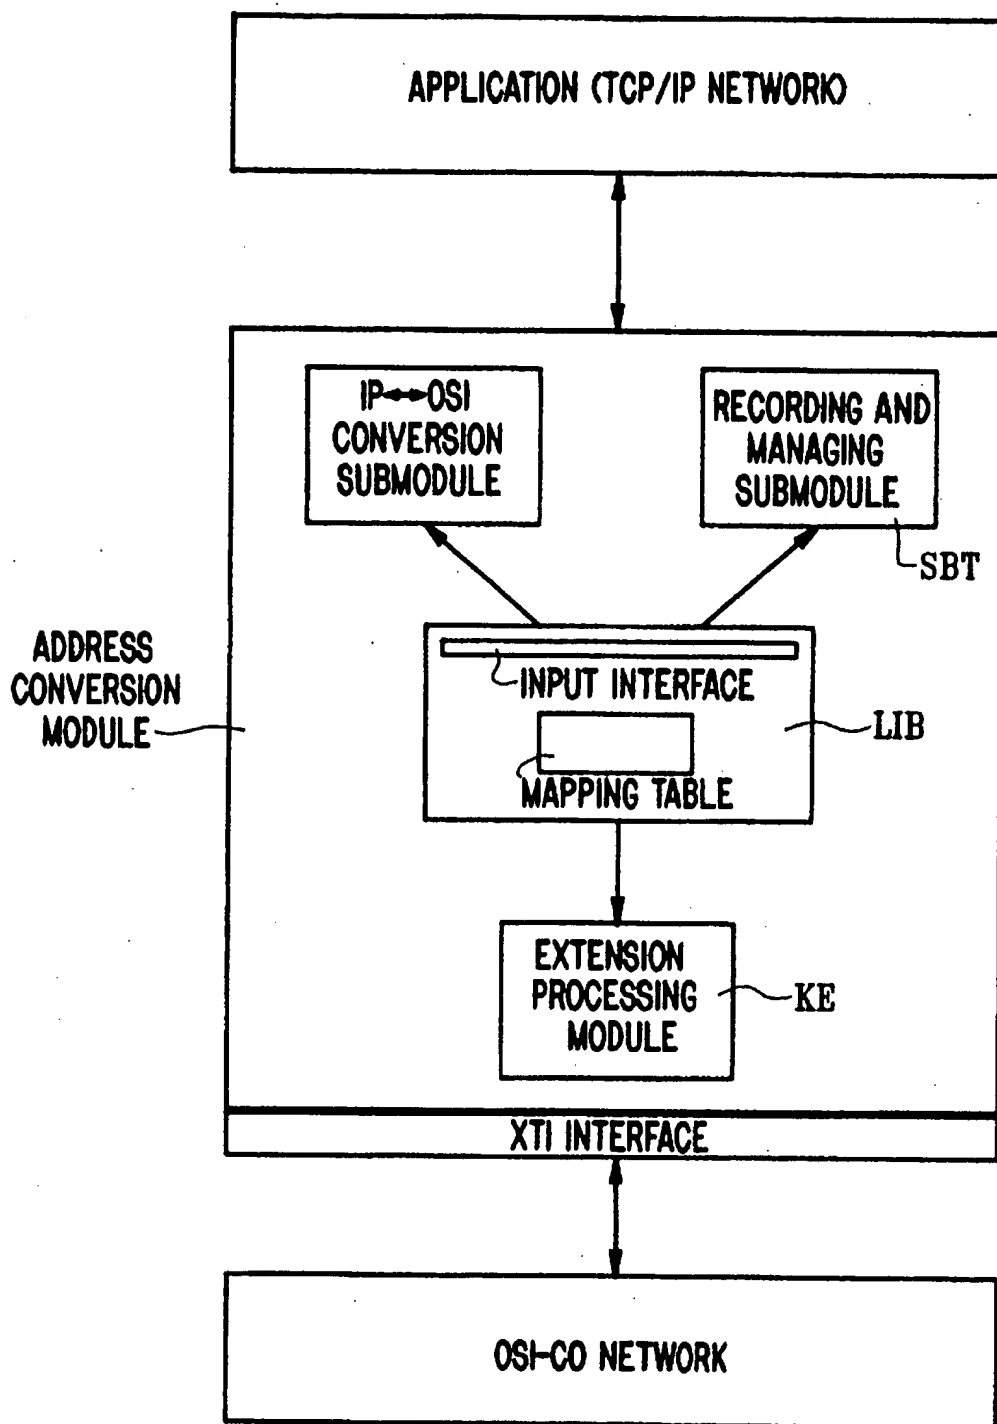 APPLICATION (TCP/IP NETWORK)
IP↔OSI
CONVERSION
SUBMODULE
RECORDING AND
MANAGING
SUBMODULE
SBT
ADDRESS
CONVERSION
MODULE
INPUT INTERFACE
LIB
MAPPING TABLE
EXTENSION
PROCESSING
MODULE
KE
XTI INTERFACE
OSI-CO NETWORK